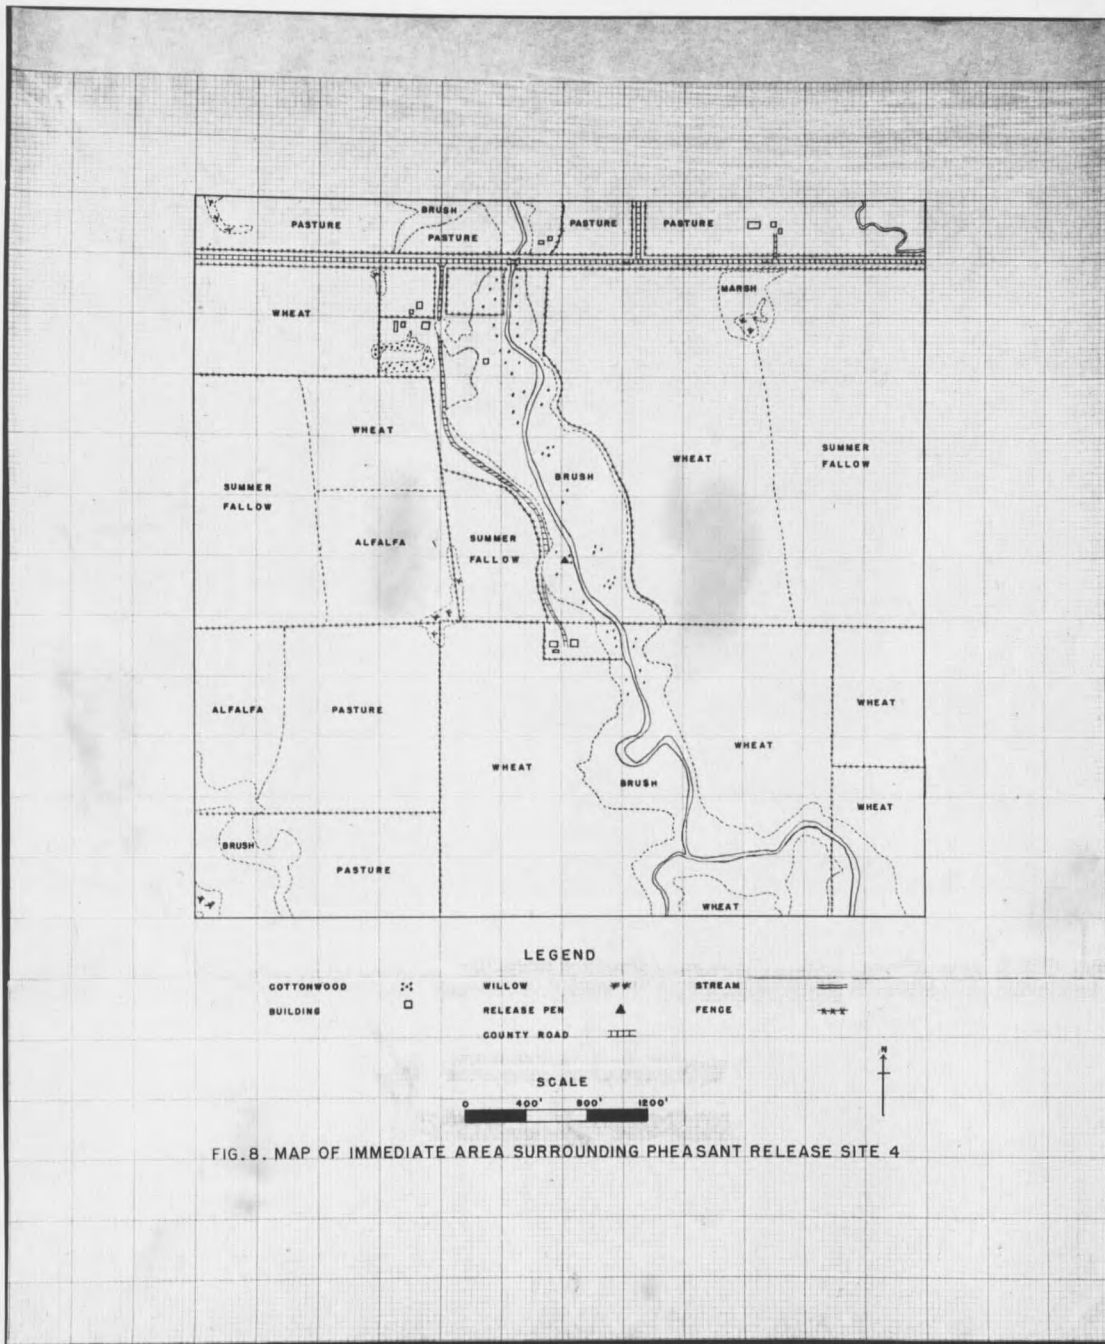 BRUSH
PASTURE
PASTURE
PASTURE
PASTURE
WHEAT
MARSH
WHEAT
SUMMER
FALLOW
WHEAT
BRUSH
SUMMER
FALLOW
ALFALFA
SUMMER
FALLOW
ALFALFA
PASTURE
WHEAT
WHEAT
WHEAT
BRUSH
WHEAT
BRUSH
PASTURE
WHEAT
LEGEND
COTTONWOOD WILLOW STREAM
BUILDING RELEASE PEN FENCE
COUNTY ROAD
N
SCALE
0 400' 800' 1200'
FIG.8. MAP OF IMMEDIATE AREA SURROUNDING PHEASANT RELEASE SITE 4